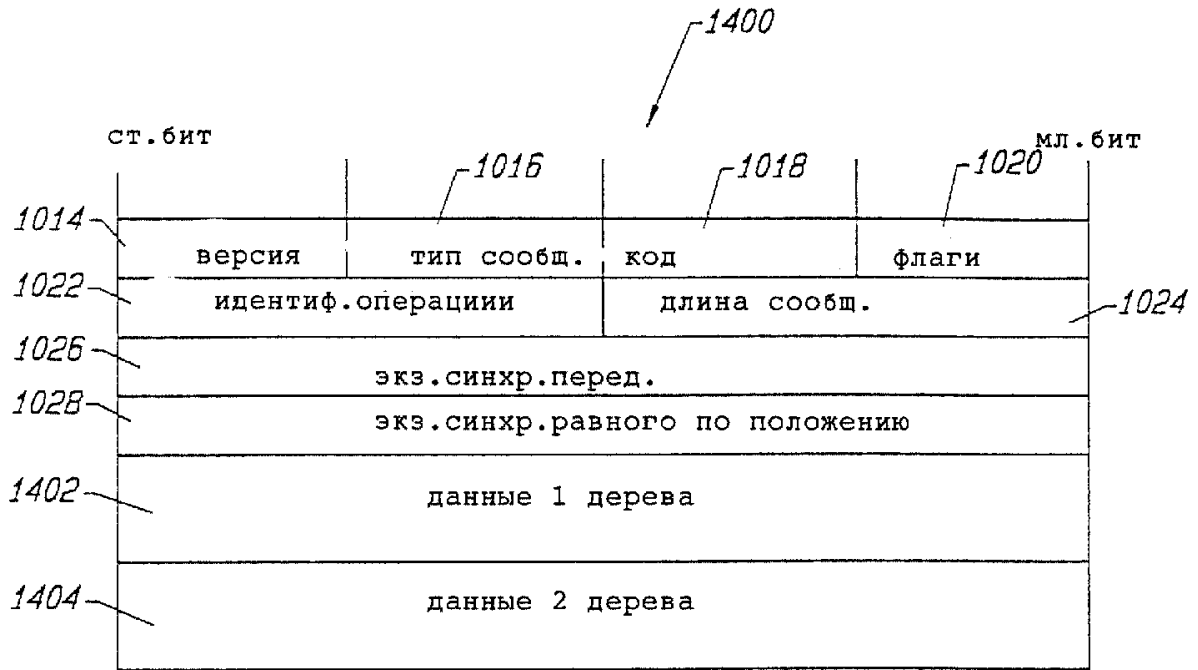 1400
ст.бит мл.бит
1016 1018 1020
1014
версия тип сообщ. код флаги
1022
идентиф.операциии длина сообщ.
1024
1026
экз.синхр.перед.
1028
экз.синхр.равного по положению
1402
данные 1 дерева
1404
данные 2 дерева